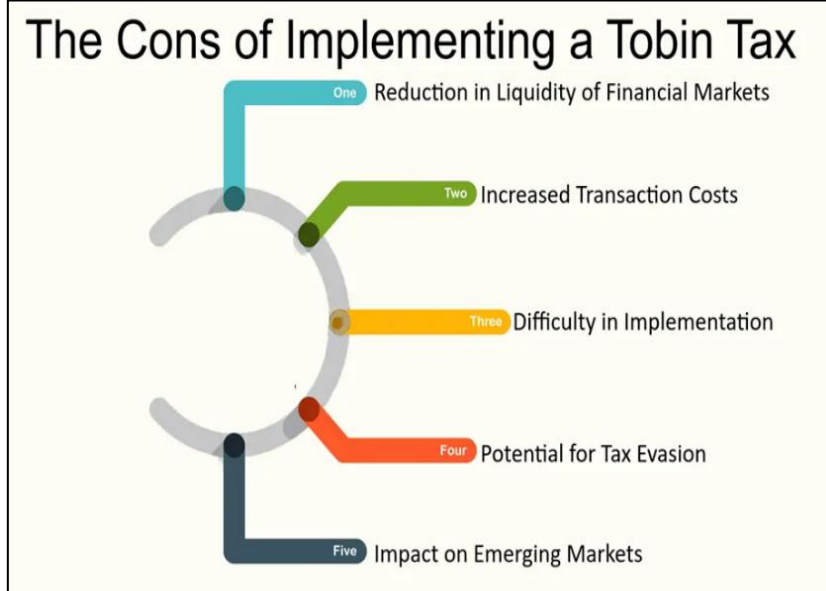 The Cons of Implementing a Tobin Tax
One Reduction in Liquidity of Financial Markets
Two Increased Transaction Costs
Three Difficulty in Implementation
Four Potential for Tax Evasion
Five Impact on Emerging Markets